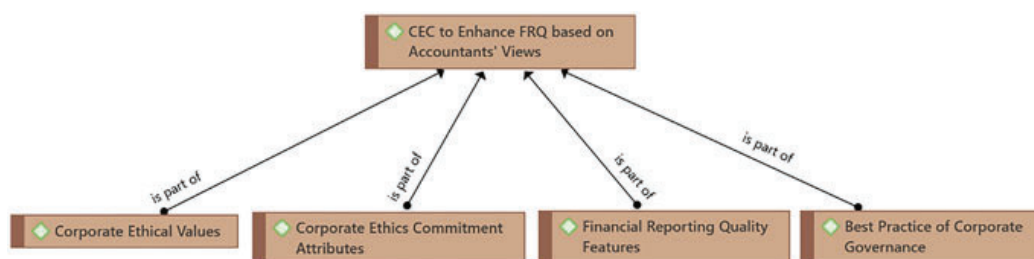 CEC to Enhance FRQ based on
Accountants' Views
is part of
is part of
is part of
is part of
Corporate Ethical Values
Corporate Ethics Commitment
Attributes
Financial Reporting Quality
Features
Best Practice of Corporate
Governance